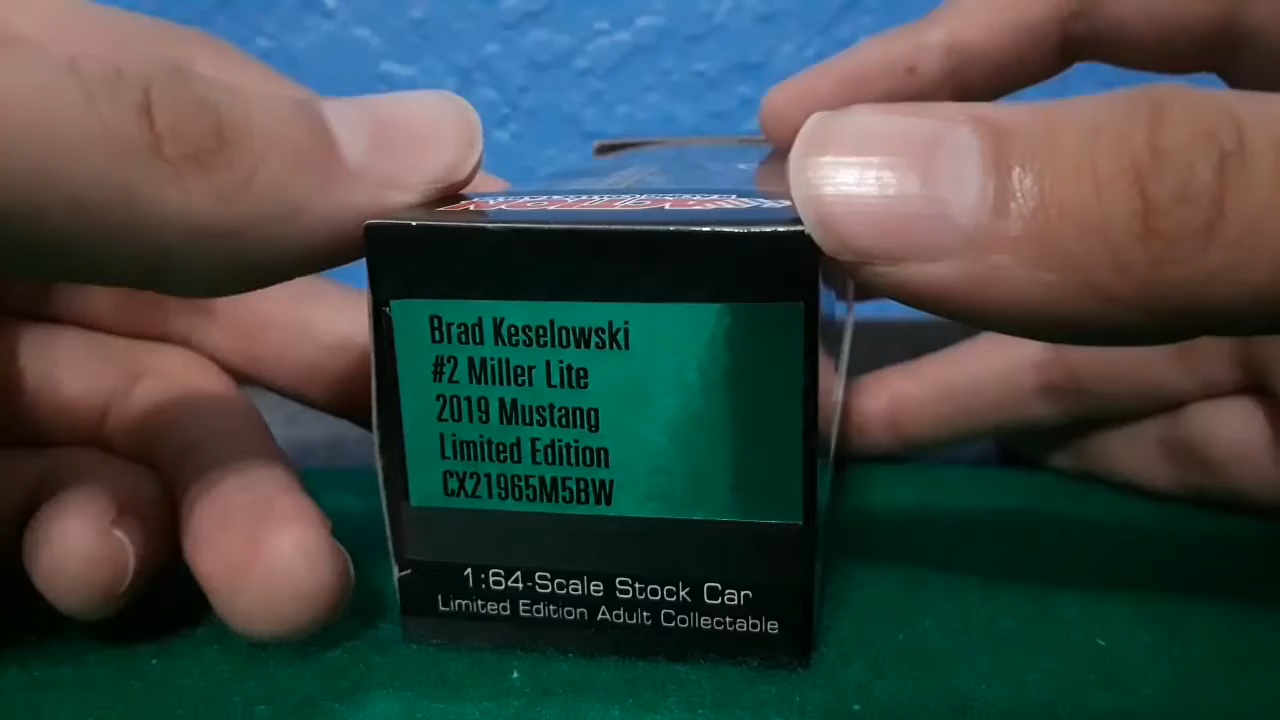 Brad Keselowski
#2 Miller Lite
2019 Mustang
Limited Edition
CX21965M5BW
1:64-Scale Stock Car
Limited Edition Adult Collectable